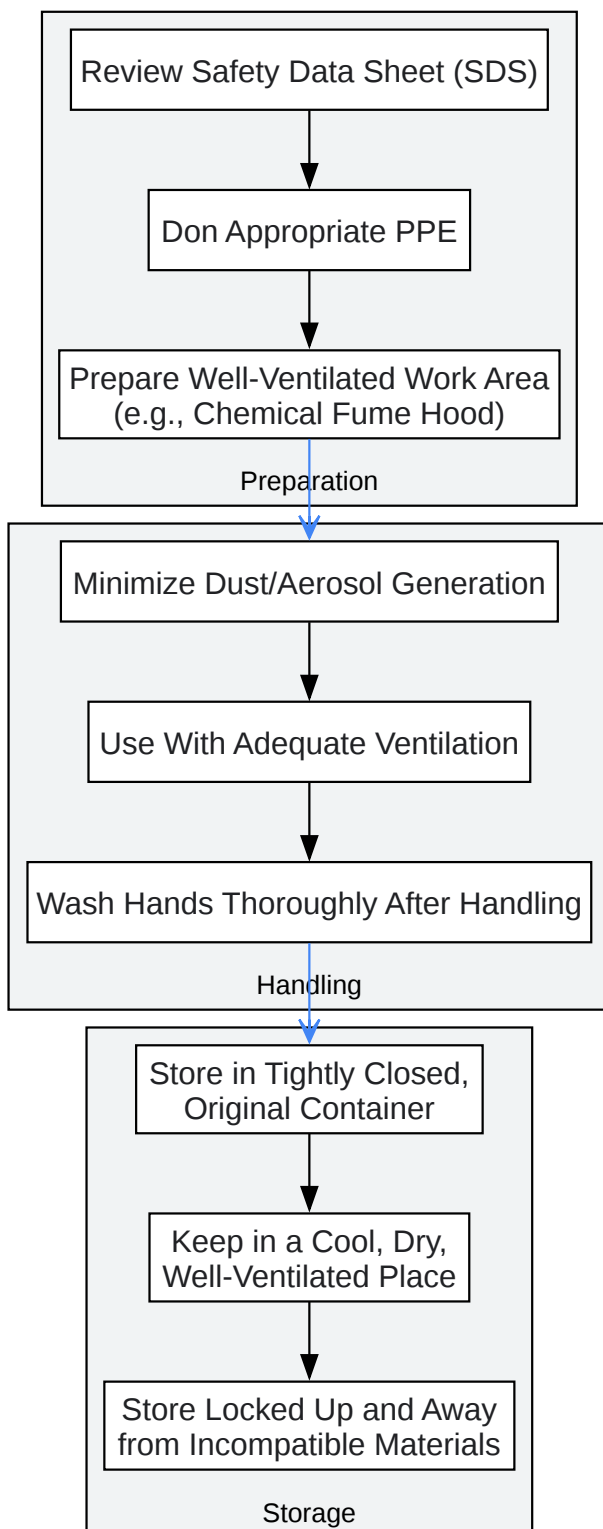 Review Safety Data Sheet (SDS)
Don Appropriate PPE
Prepare Well-Ventilated Work Area
(e.g., Chemical Fume Hood)
Preparation
Minimize Dust/Aerosol Generation
Use With Adequate Ventilation
Wash Hands Thoroughly After Handling
Handling
Store in Tightly Closed,
Original Container
Keep in a Cool, Dry,
Well-Ventilated Place
Store Locked Up and Away
from Incompatible Materials
Storage